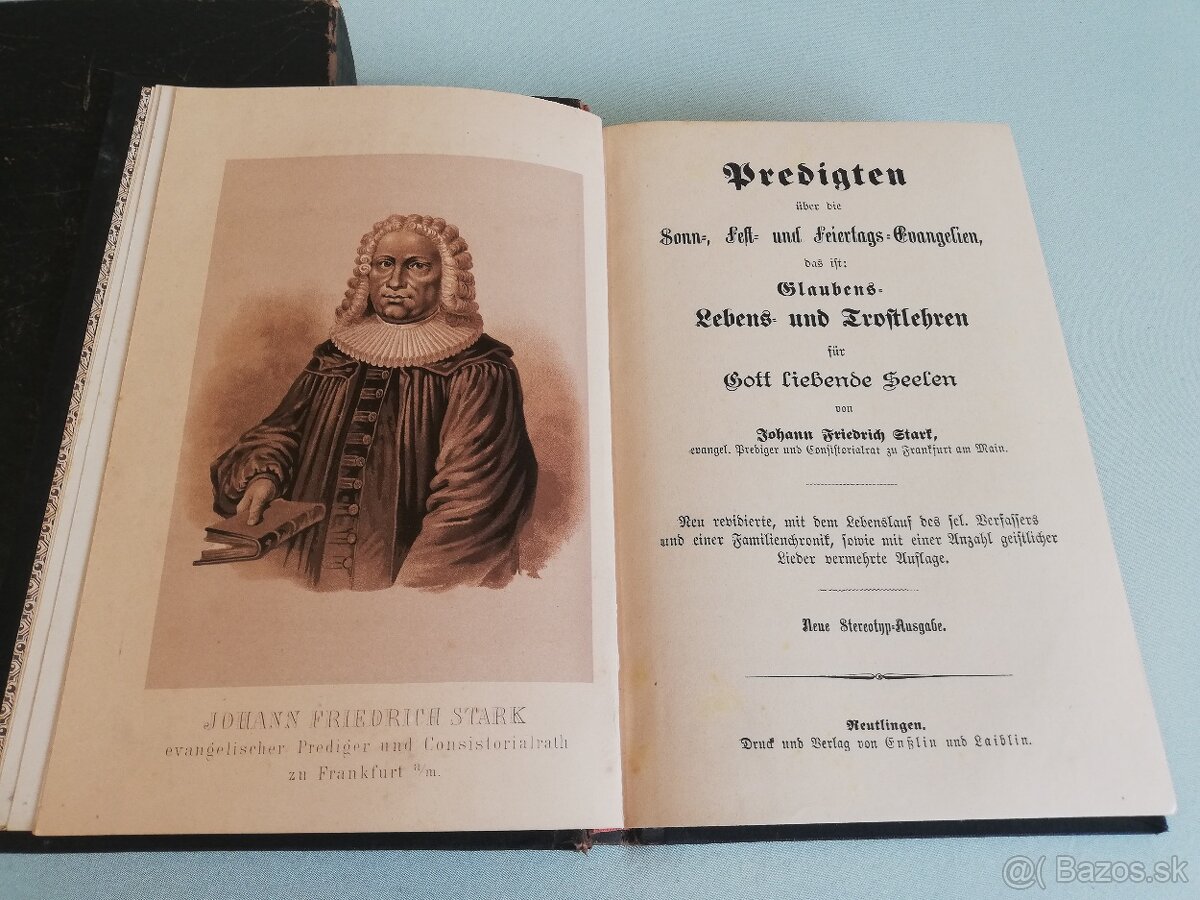 JOHANN FRIEDRICH STARK
evangelischer Prediger und Consistorialrath
zu Frankfurt a/m.
Predigten
über die
Sonn-, Fest- und Feiertags-Evangelien,
das ist:
Glaubens-
Lebens- und Trostlehren
für
Gott liebende Seelen
von
Johann Friedrich Stark,
evangel. Prediger und Consistorialrat zu Frankfurt am Main.
Neu revidierte, mit dem Lebenslauf des sel. Verfassers
und einer Familienchronik, sowie mit einer Anzahl geistlicher
Lieder vermehrte Auflage.
Neue Stereotyp-Ausgabe.
Reutlingen.
Druck und Verlag von Enßlin und Laiblin.
@( Bazos.sk